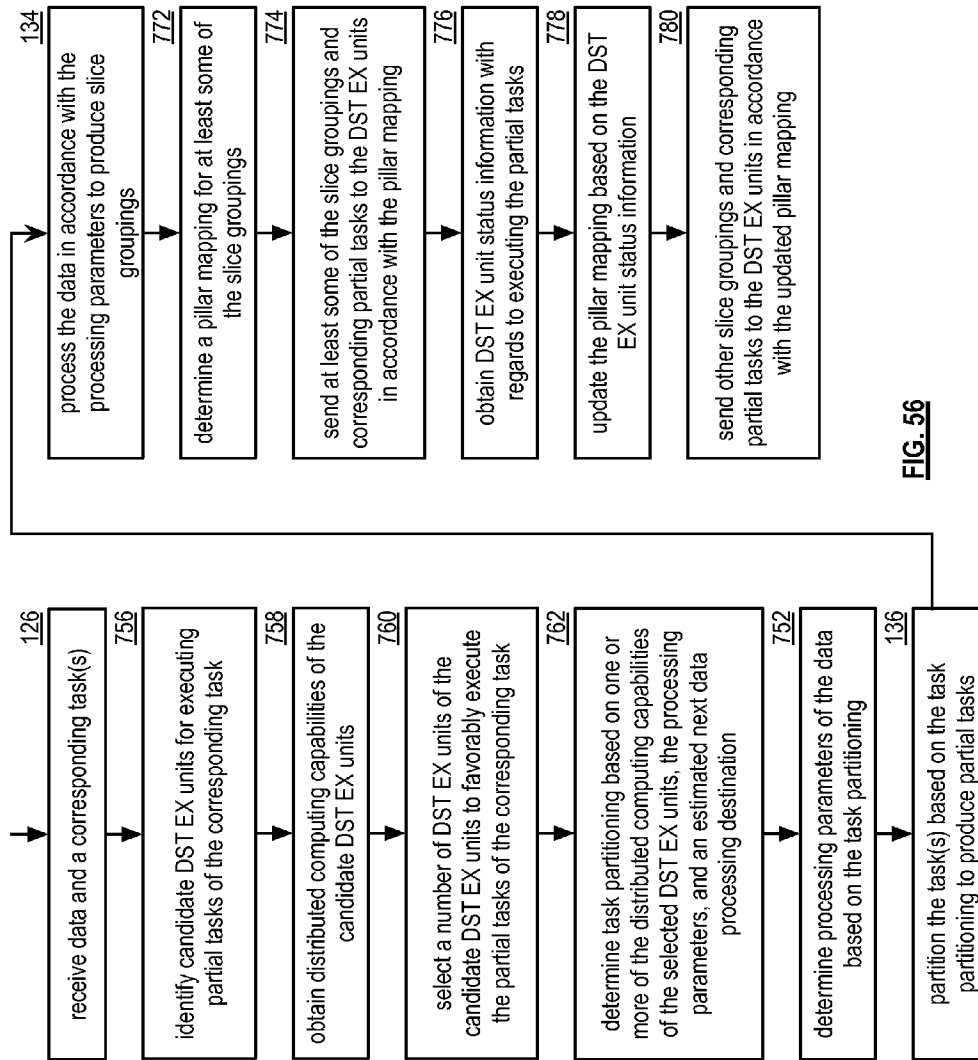 126
receive data and a corresponding task(s)
756
identify candidate DST EX units for executing
partial tasks of the corresponding task
758
obtain distributed computing capabilities of the
candidate DST EX units
760
select a number of DST EX units of the
candidate DST EX units to favorably execute
the partial tasks of the corresponding task
762
determine task partitioning based on one or
more of the distributed computing capabilities
of the selected DST EX units, the processing
parameters, and an estimated next data
processing destination
752
determine processing parameters of the data
based on the task partitioning
136
partition the task(s) based on the task
partitioning to produce partial tasks
134
process the data in accordance with the
processing parameters to produce slice
groupings
772
determine a pillar mapping for at least some of
the slice groupings
774
send at least some of the slice groupings and
corresponding partial tasks to the DST EX units
in accordance with the pillar mapping
776
obtain DST EX unit status information with
regards to executing the partial tasks
778
update the pillar mapping based on the DST
EX unit status information
780
send other slice groupings and corresponding
partial tasks to the DST EX units in accordance
with the updated pillar mapping
FIG. 56